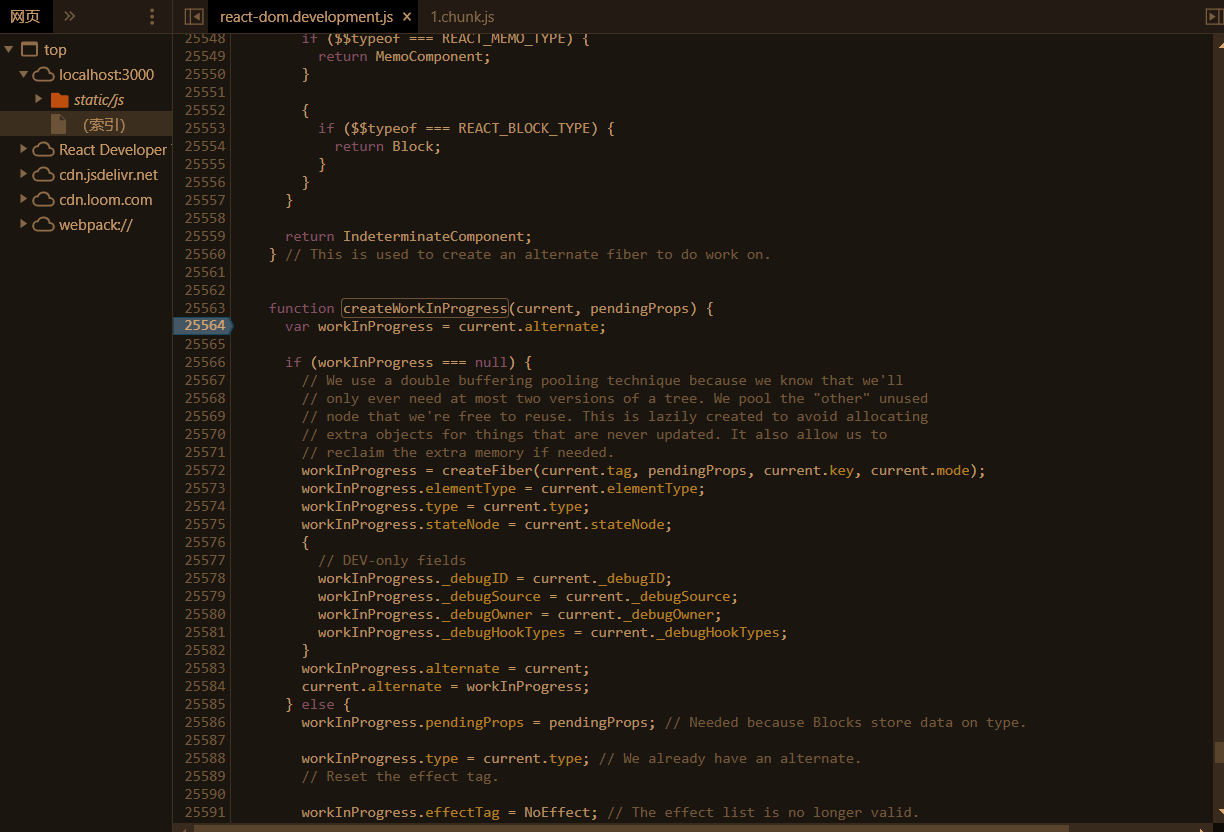 网页
react-dom.development.js ×
1.chunk.js
top
localhost:3000
static/js
(索引)
React Developer
cdn.jsdelivr.net
cdn.loom.com
webpack://
25548 if ($$typeof === REACT_MEMO_TYPE) {
25549 return MemoComponent;
25550 }
25551
25552 {
25553 if ($$typeof === REACT_BLOCK_TYPE) {
25554 return Block;
25555 }
25556 }
25557 }
25558
25559 return IndeterminateComponent;
25560 } // This is used to create an alternate fiber to do work on.
25561
25562
25563 function createWorkInProgress(current, pendingProps) {
25564 var workInProgress = current.alternate;
25565
25566 if (workInProgress === null) {
25567 // We use a double buffering pooling technique because we know that we'll
25568 // only ever need at most two versions of a tree. We pool the "other" unused
25569 // node that we're free to reuse. This is lazily created to avoid allocating
25570 // extra objects for things that are never updated. It also allow us to
25571 // reclaim the extra memory if needed.
25572 workInProgress = createFiber(current.tag, pendingProps, current.key, current.mode);
25573 workInProgress.elementType = current.elementType;
25574 workInProgress.type = current.type;
25575 workInProgress.stateNode = current.stateNode;
25576 {
25577 // DEV-only fields
25578 workInProgress._debugID = current._debugID;
25579 workInProgress._debugSource = current._debugSource;
25580 workInProgress._debugOwner = current._debugOwner;
25581 workInProgress._debugHookTypes = current._debugHookTypes;
25582 }
25583 workInProgress.alternate = current;
25584 current.alternate = workInProgress;
25585 } else {
25586 workInProgress.pendingProps = pendingProps; // Needed because Blocks store data on type.
25587
25588 workInProgress.type = current.type; // We already have an alternate.
25589 // Reset the effect tag.
25590
25591 workInProgress.effectTag = NoEffect; // The effect list is no longer valid.